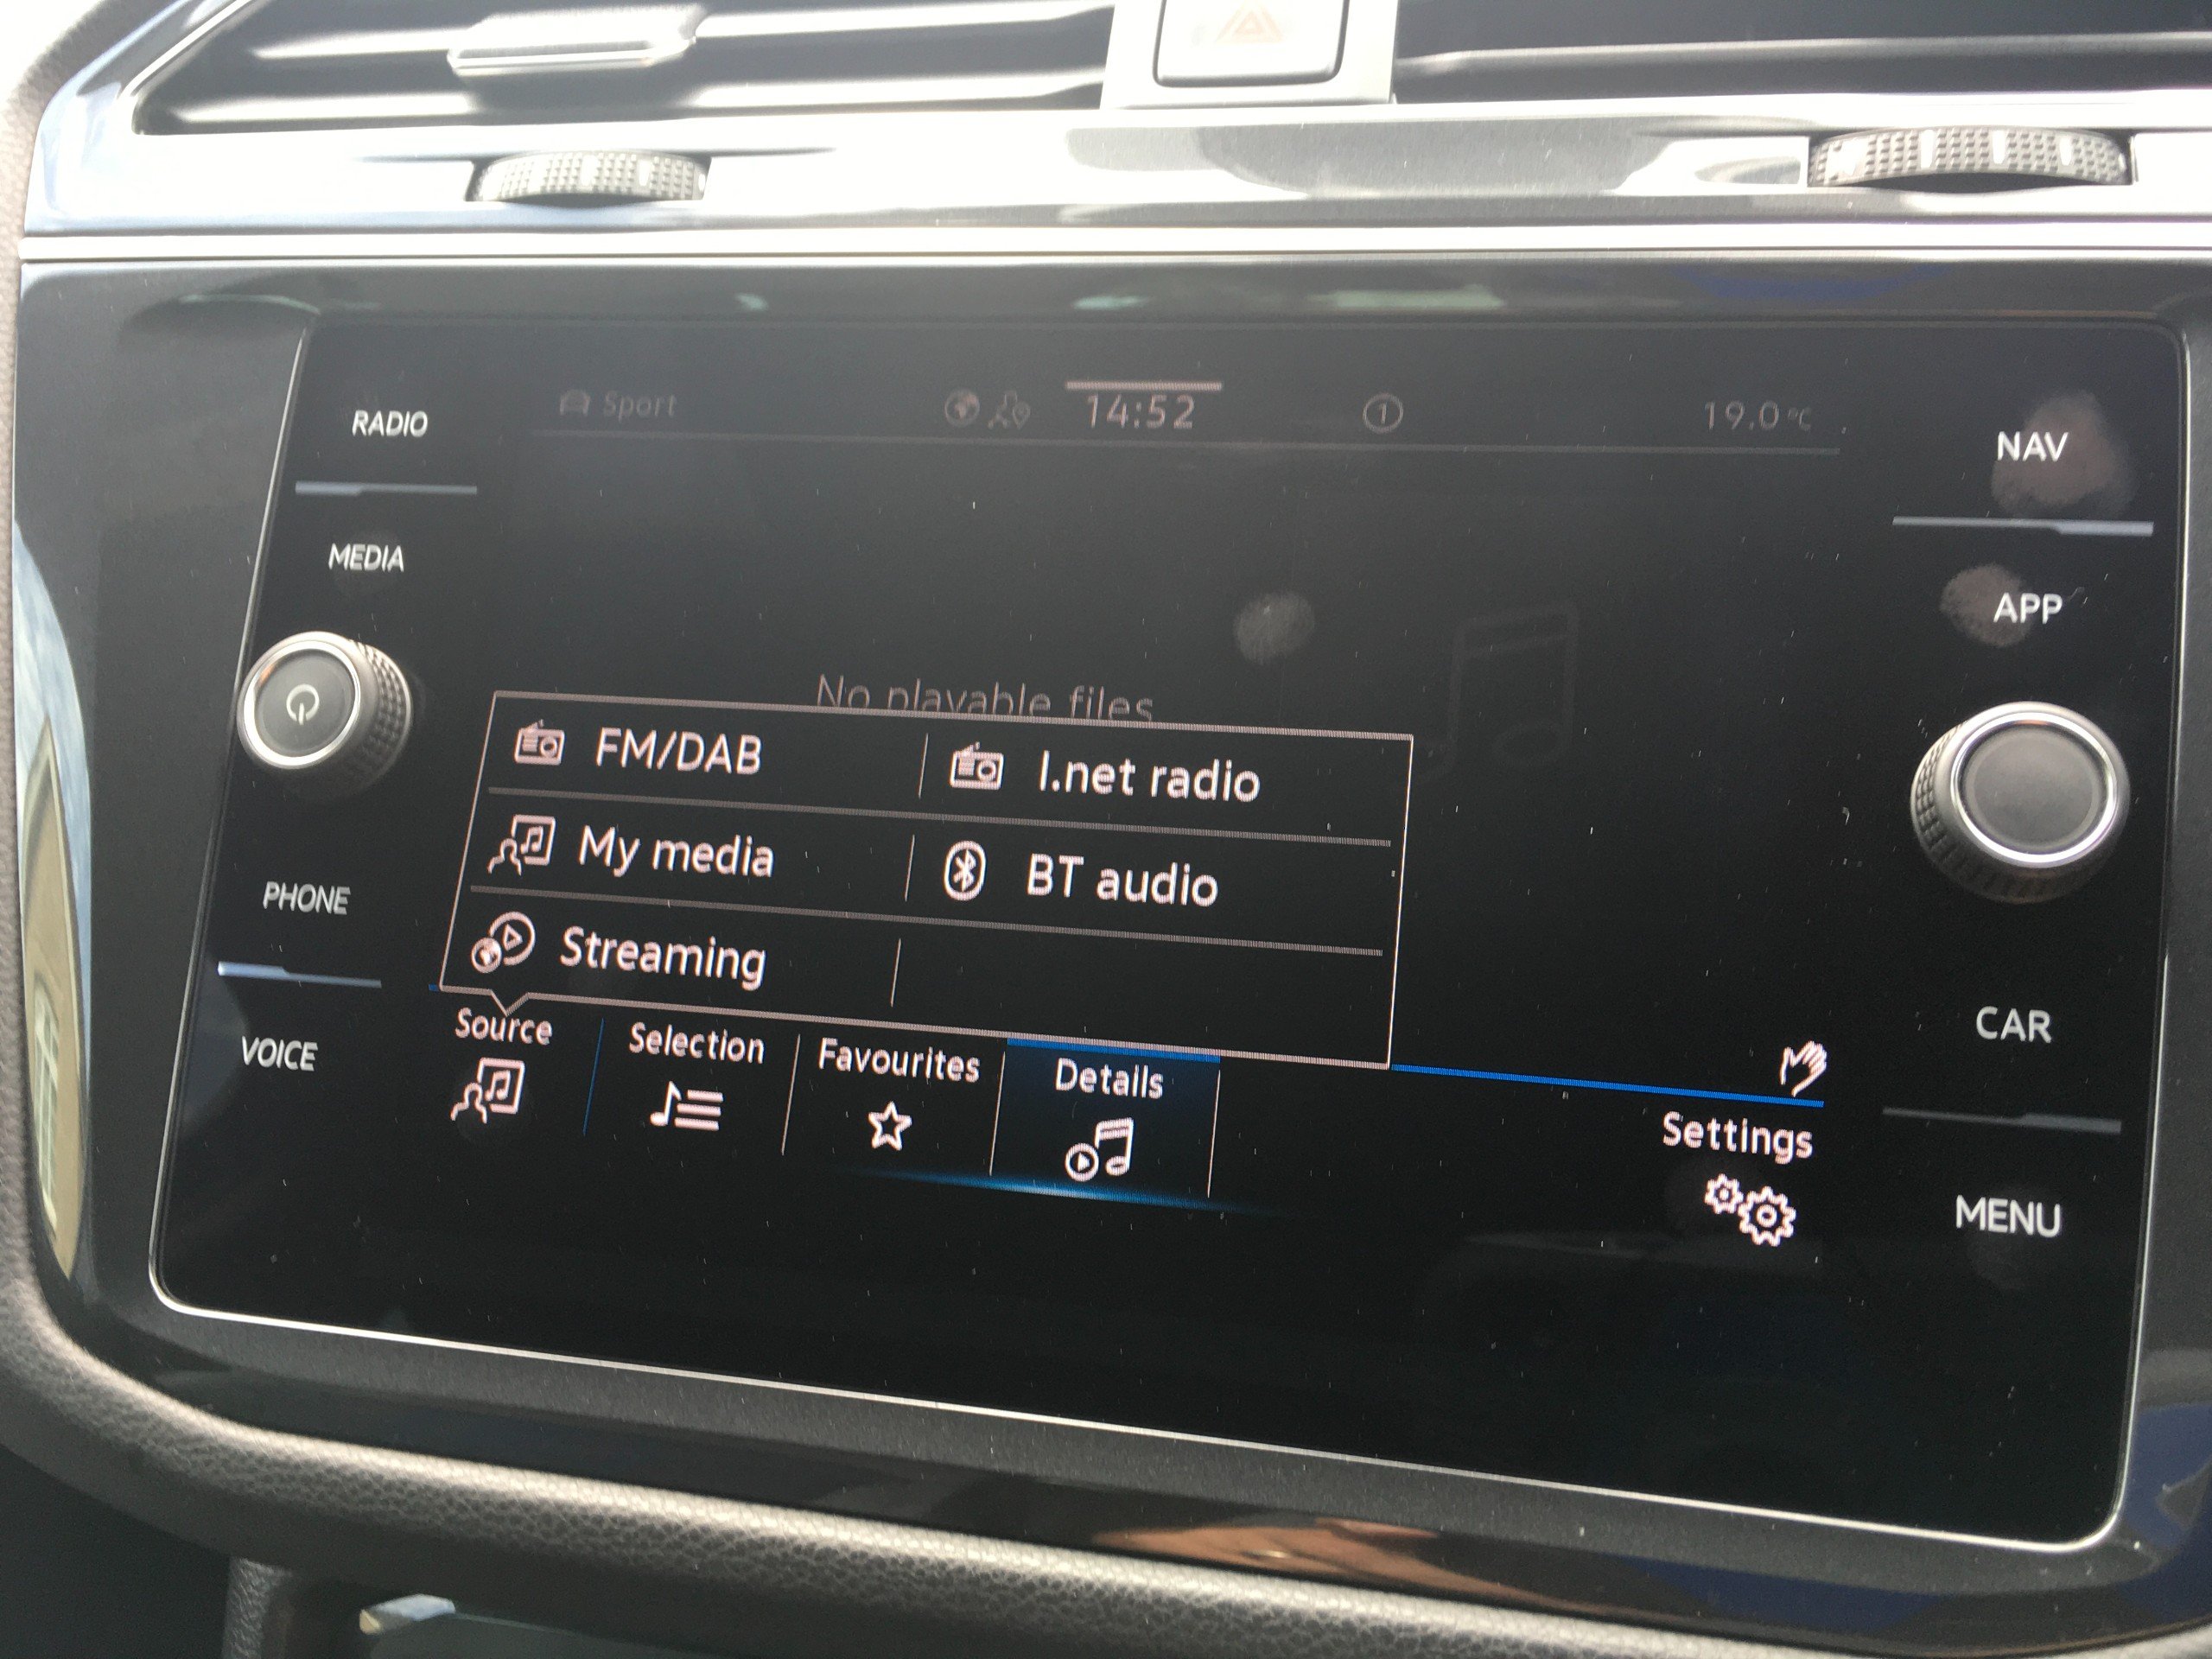 RADIO
MEDIA
PHONE
VOICE
Sport
14:52
1
19.0°C
No playable files
FM/DAB
I.net radio
My media
BT audio
Streaming
Source
Selection
Favourites
Details
Settings
NAV
APP
CAR
MENU